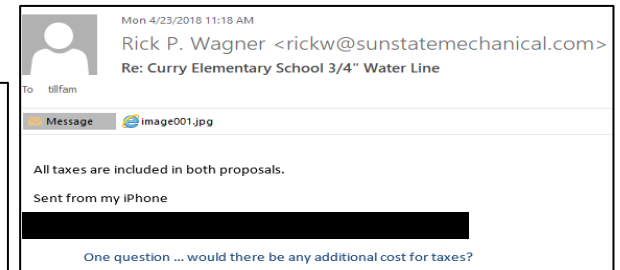 Mon 4/23/2018 11:18 AM
Rick P. Wagner <rickw@sunstatemechanical.com>
Re: Curry Elementary School 3/4" Water Line
To tillfam
Message image001.jpg
All taxes are included in both proposals.
Sent from my iPhone
One question ... would there be any additional cost for taxes?